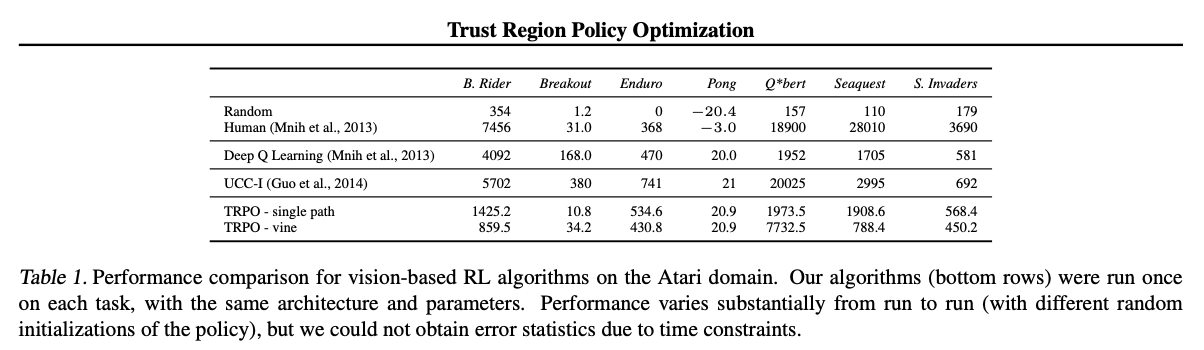 Trust Region Policy Optimization
B. Rider Breakout Enduro Pong Q*bert Seaquest S. Invaders
Random 354 1.2 0 −20.4 157 110 179
Human (Mnih et al., 2013) 7456 31.0 368 −3.0 18900 28010 3690
Deep Q Learning (Mnih et al., 2013) 4092 168.0 470 20.0 1952 1705 581
UCC-I (Guo et al., 2014) 5702 380 741 21 20025 2995 692
TRPO - single path 1425.2 10.8 534.6 20.9 1973.5 1908.6 568.4
TRPO - vine 859.5 34.2 430.8 20.9 7732.5 788.4 450.2
Table 1. Performance comparison for vision-based RL algorithms on the Atari domain. Our algorithms (bottom rows) were run once
on each task, with the same architecture and parameters. Performance varies substantially from run to run (with different random
initializations of the policy), but we could not obtain error statistics due to time constraints.